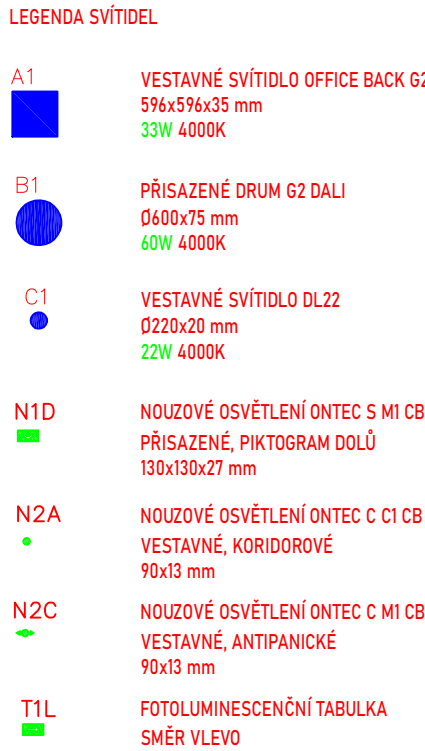 LEGENDA SVÍTIDEL
A1
VESTAVNÉ SVÍTIDLO OFFICE BACK G2
596x596x35 mm
33W 4000K
B1
PŘISAZENÉ DRUM G2 DALI
Ø600x75 mm
60W 4000K
C1
VESTAVNÉ SVÍTIDLO DL22
Ø220x20 mm
22W 4000K
N1D
NOUZOVÉ OSVĚTLENÍ ONTEC S M1 CB
PŘISAZENÉ, PIKTOGRAM DOLŮ
130x130x27 mm
N2A
NOUZOVÉ OSVĚTLENÍ ONTEC C C1 CB
VESTAVNÉ, KORIDOROVÉ
90x13 mm
N2C
NOUZOVÉ OSVĚTLENÍ ONTEC C M1 CB
VESTAVNÉ, ANTIPANICKÉ
90x13 mm
T1L
FOTOLUMINESCENČNÍ TABULKA
SMĚR VLEVO